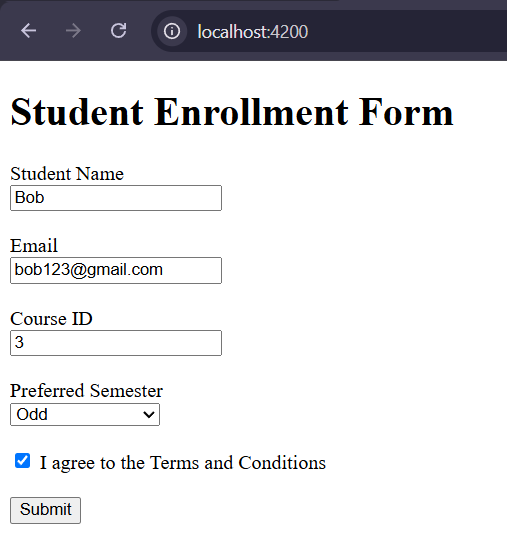 localhost:4200
Student Enrollment Form
Student Name
Bob
Email
bob123@gmail.com
Course ID
3
Preferred Semester
Odd
I agree to the Terms and Conditions
Submit